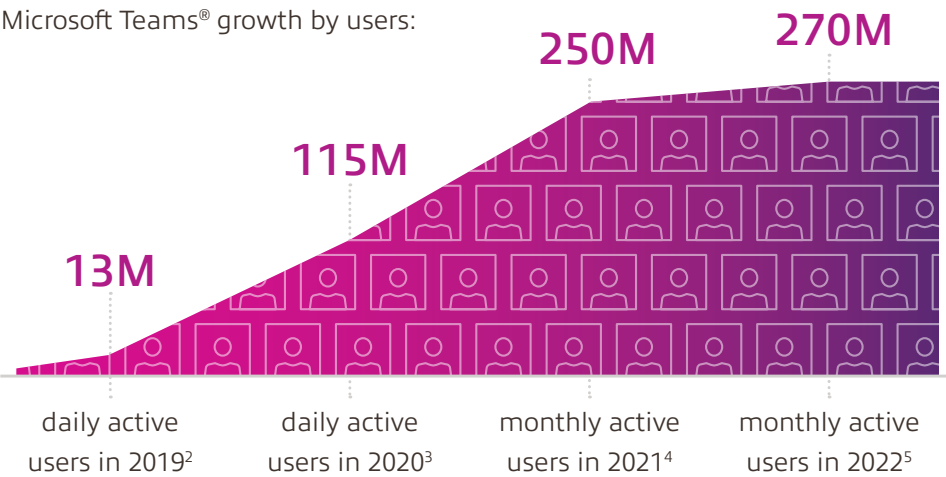 Microsoft Teams® growth by users:
270M
250M
115M
13M
daily active
users in 2019²
daily active
users in 2020³
monthly active
users in 2021⁴
monthly active
users in 2022⁵